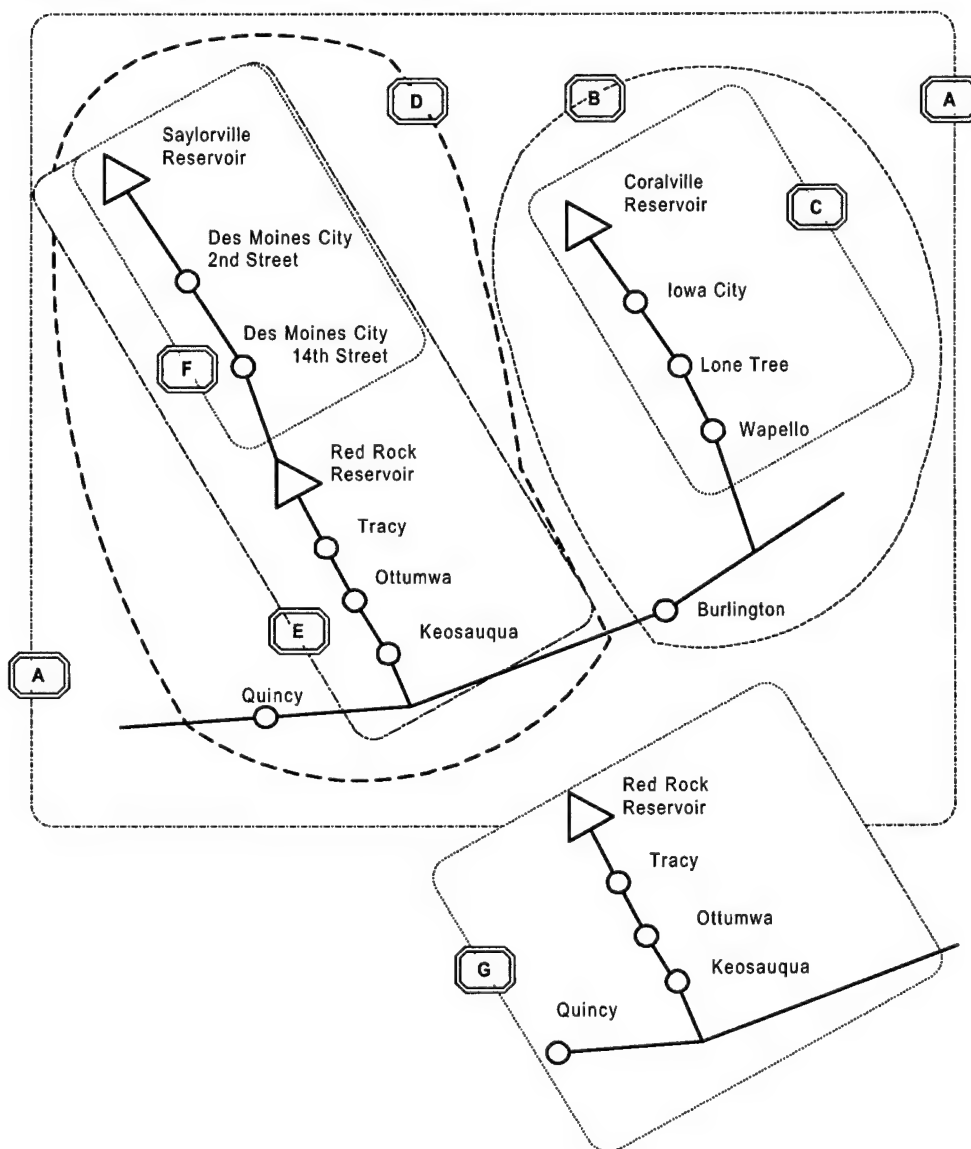 D
B
A
Saylorville
Reservoir
Coralville
Reservoir
C
Des Moines City
2nd Street
Iowa City
Des Moines City
14th Street
F
Lone Tree
Wapello
Red Rock
Reservoir
Tracy
Ottumwa
Burlington
E
Keosauqua
A
Quincy
Red Rock
Reservoir
Tracy
Ottumwa
G
Keosauqua
Quincy